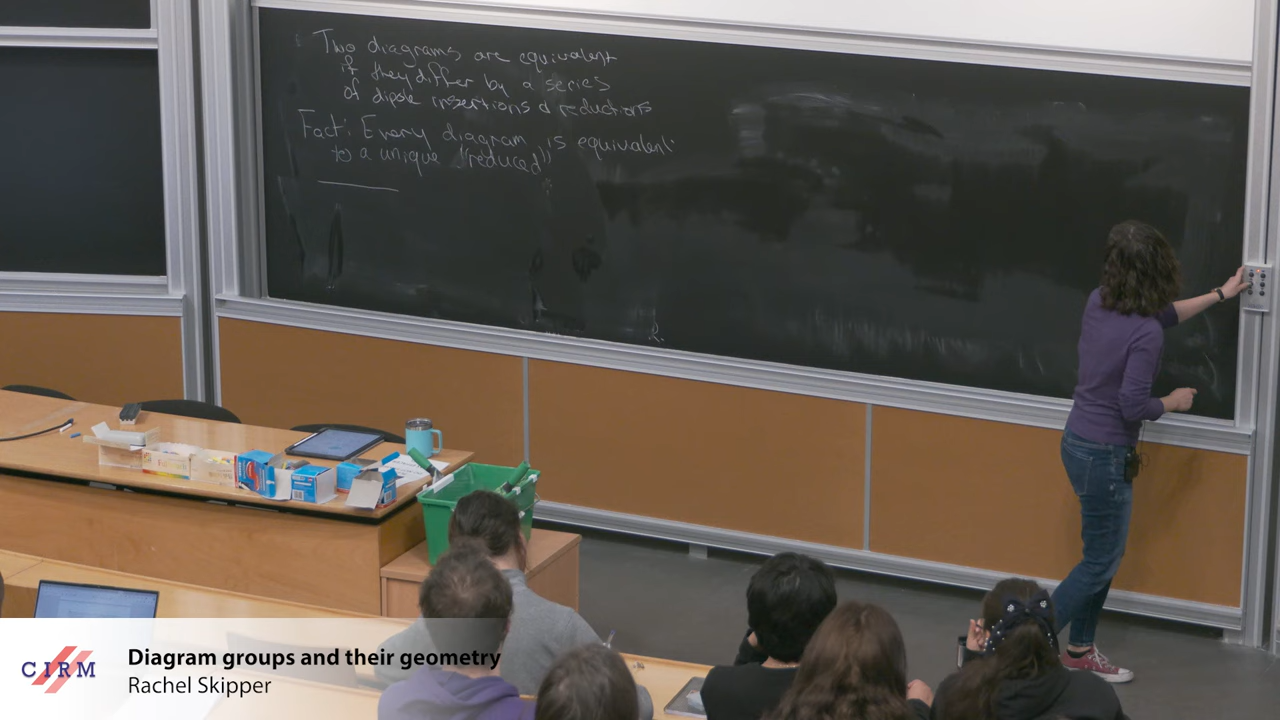 Two diagrams are equivalent
if they differ by a series
of dipole insertions & reductions
Fact: Every diagram is equivalent
to a unique "reduced"
CIRM
Diagram groups and their geometry
Rachel Skipper